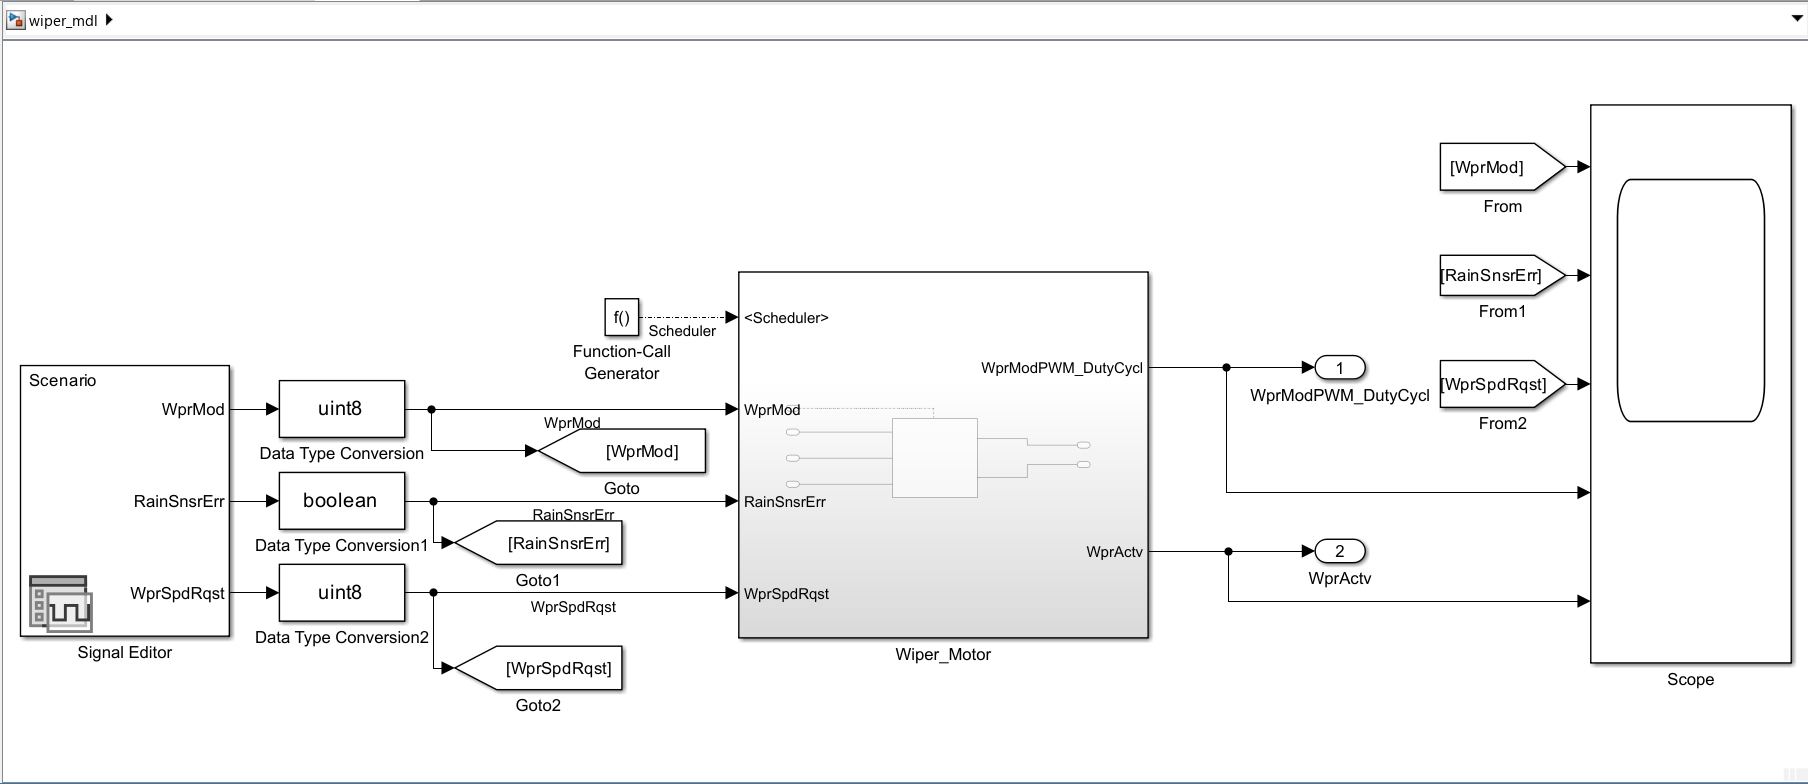 wiper_mdl
Scenario
WprMod
RainSnsrErr
WprSpdRqst
Signal Editor
uint8
Data Type Conversion
boolean
Data Type Conversion1
uint8
Data Type Conversion2
WprMod
[WprMod]
Goto
RainSnsrErr
[RainSnsrErr]
Goto1
WprSpdRqst
[WprSpdRqst]
Goto2
f()
Scheduler
Function-Call
Generator
<Scheduler>
WprMod
RainSnsrErr
WprSpdRqst
WprModPWM_DutyCycl
WprActv
Wiper_Motor
1
WprModPWM_DutyCycl
2
WprActv
[WprMod]
From
[RainSnsrErr]
From1
[WprSpdRqst]
From2
Scope